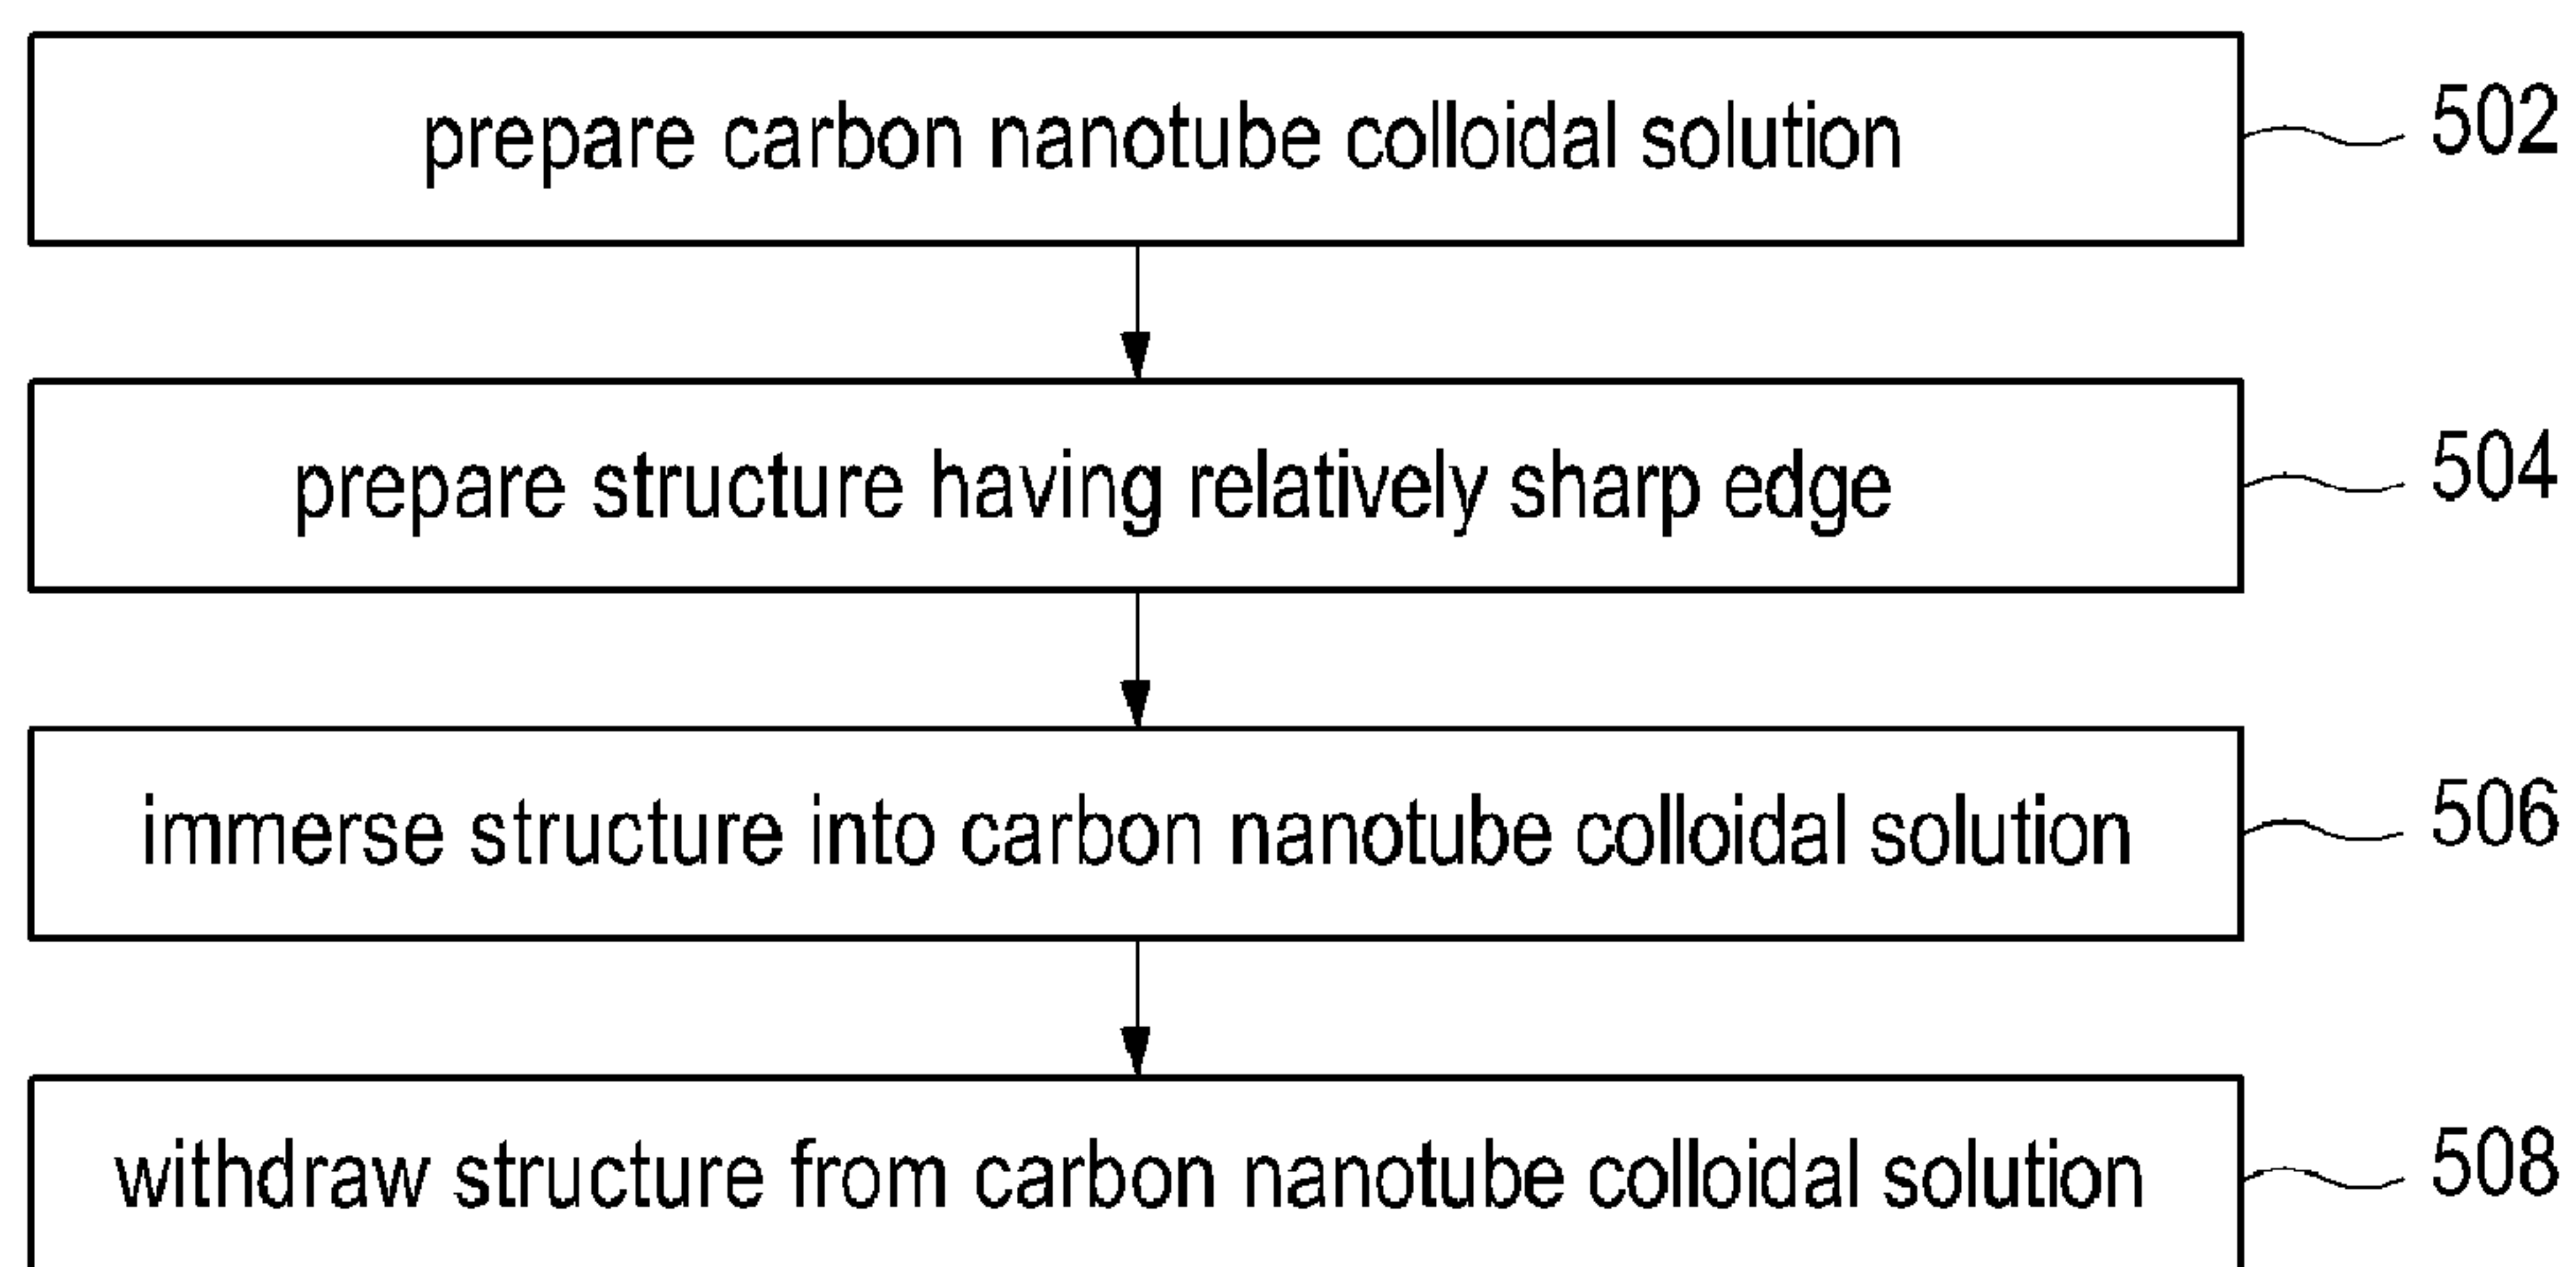 prepare carbon nanotube colloidal solution 502
prepare structure having relatively sharp edge 504
immerse structure into carbon nanotube colloidal solution 506
withdraw structure from carbon nanotube colloidal solution 508